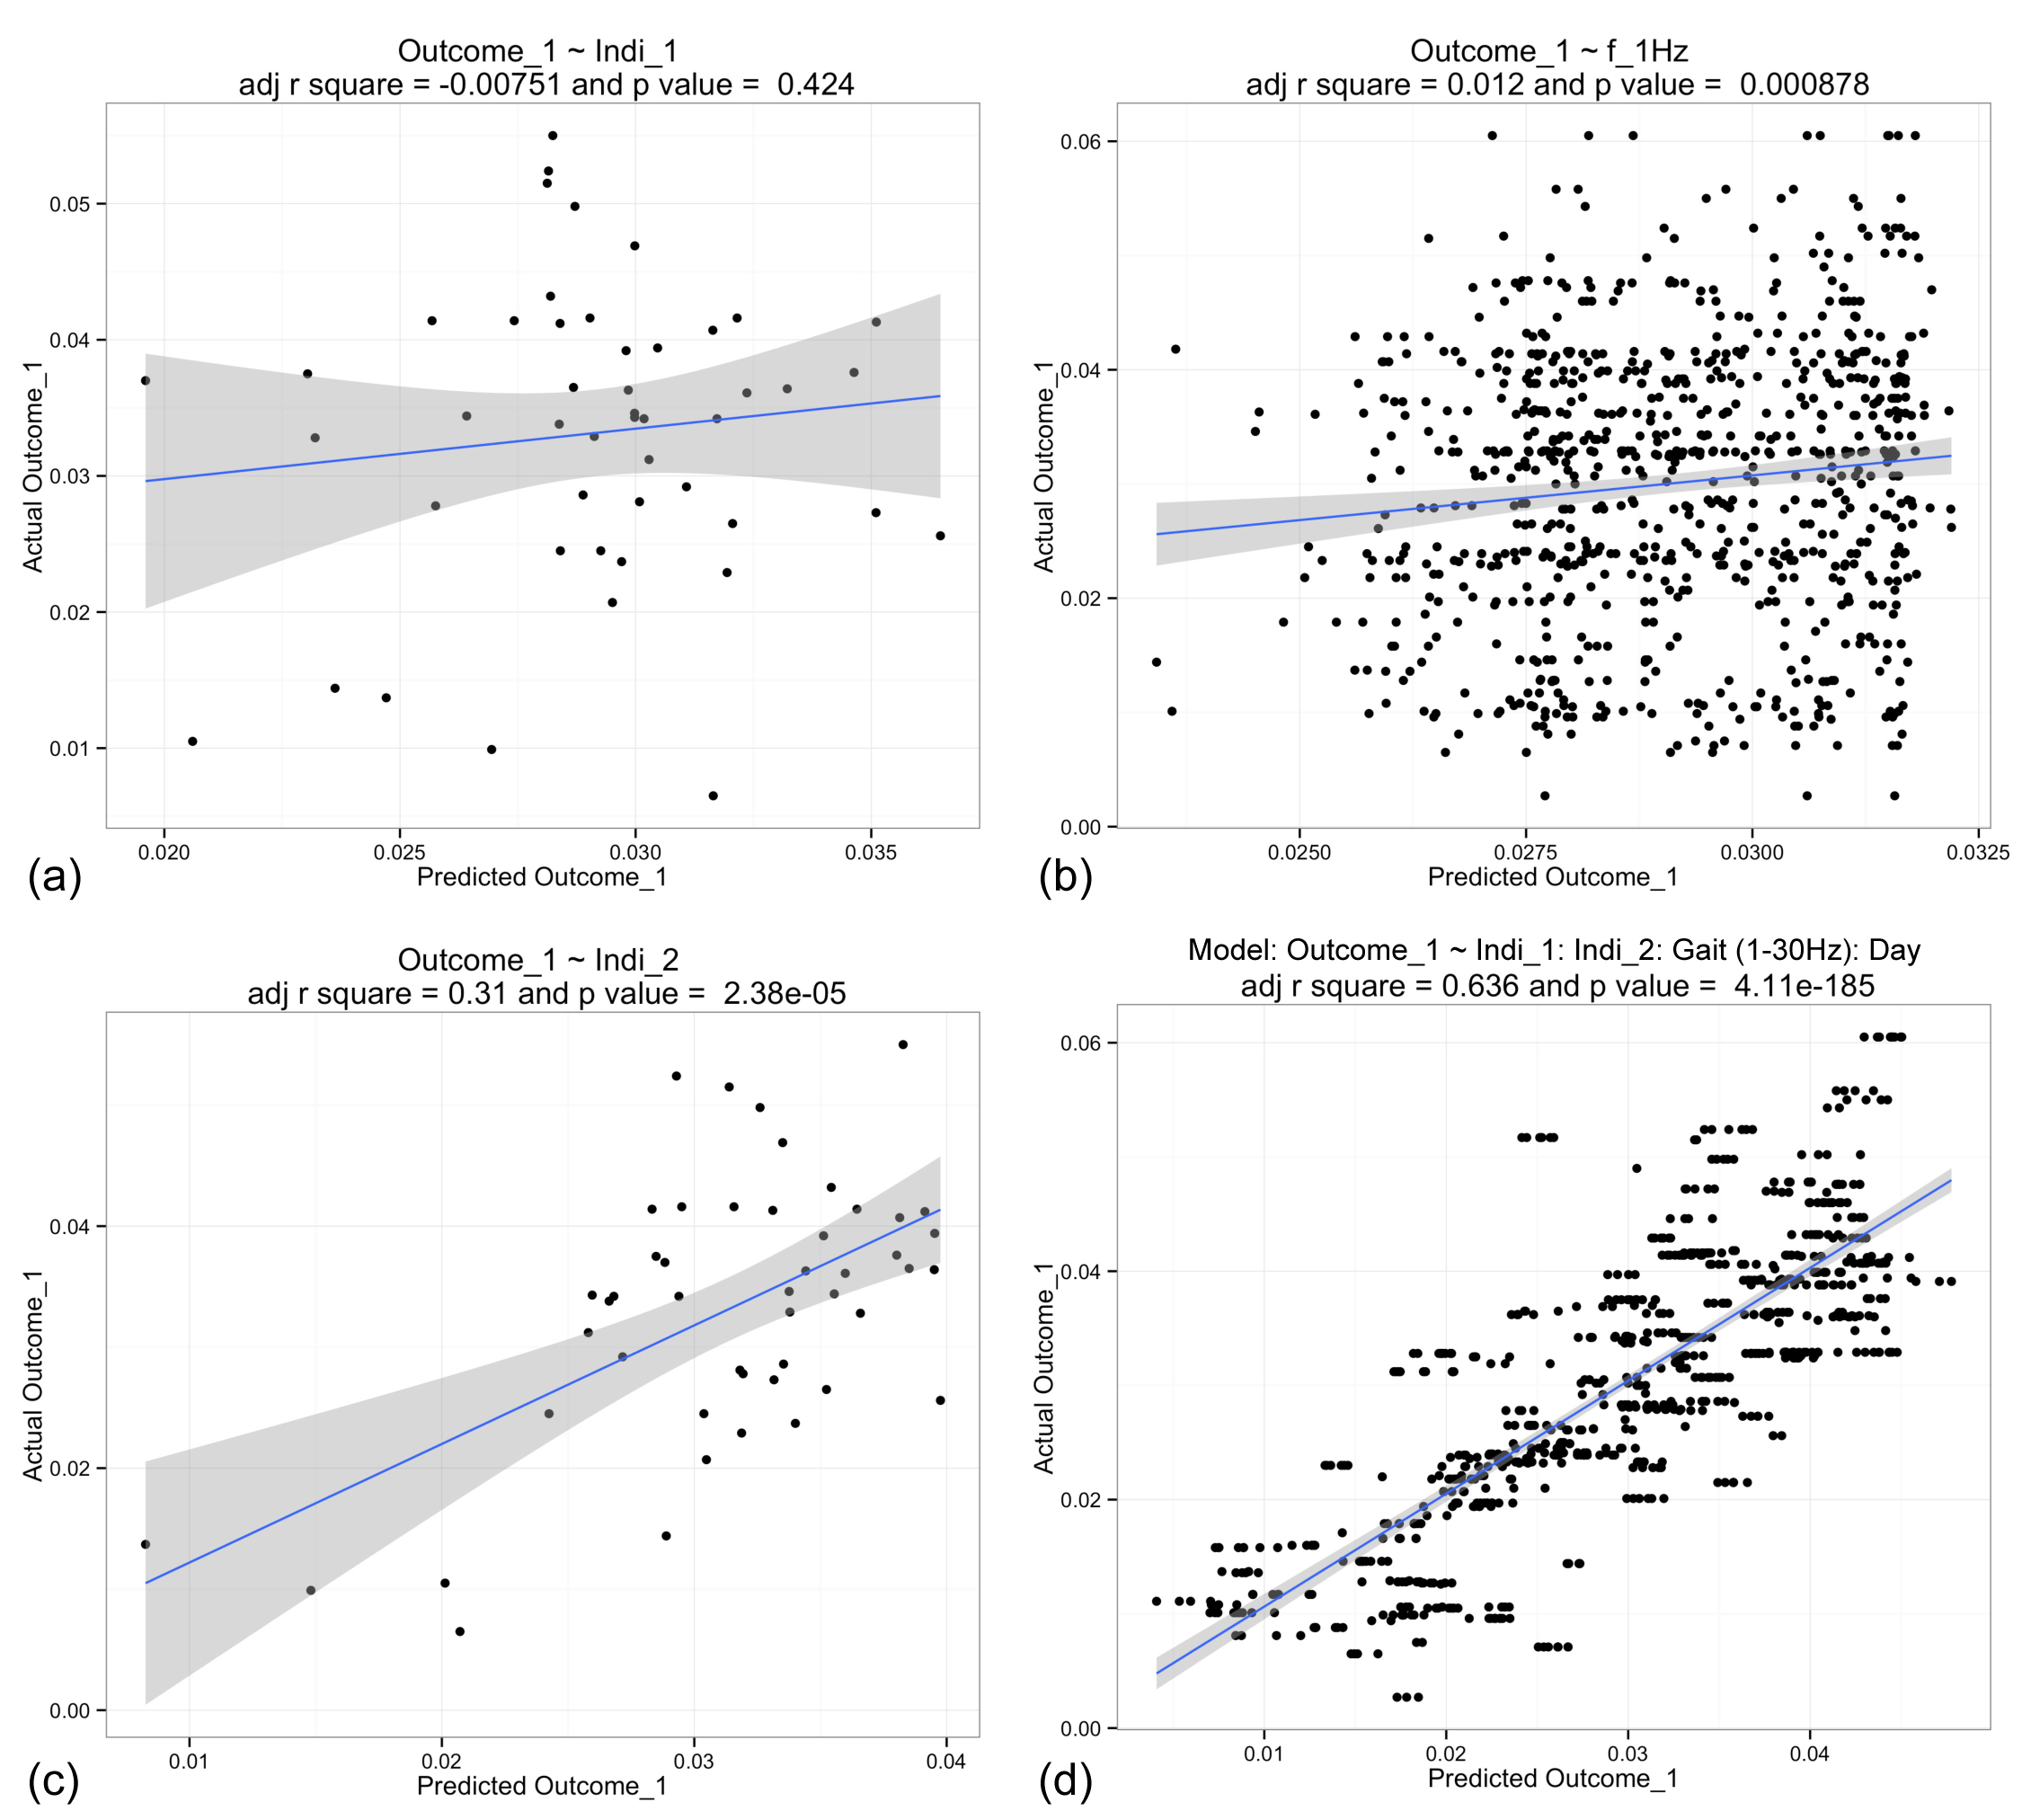 Outcome_1 ~ Indi_1
adj r square = -0.00751 and p value =  0.424
Actual Outcome_1
0.05
0.04
0.03
0.02
0.01
0.020
0.025
0.030
0.035
Predicted Outcome_1
(a)
Outcome_1 ~ f_1Hz
adj r square = 0.012 and p value =  0.000878
Actual Outcome_1
0.06
0.04
0.02
0.00
0.0250
0.0275
0.0300
0.0325
Predicted Outcome_1
(b)
Outcome_1 ~ Indi_2
adj r square = 0.31 and p value =  2.38e-05
Actual Outcome_1
0.04
0.02
0.00
0.01
0.02
0.03
0.04
Predicted Outcome_1
(c)
Model: Outcome_1 ~ Indi_1: Indi_2: Gait (1-30Hz): Day
adj r square = 0.636 and p value =  4.11e-185
Actual Outcome_1
0.06
0.04
0.02
0.00
0.01
0.02
0.03
0.04
Predicted Outcome_1
(d)